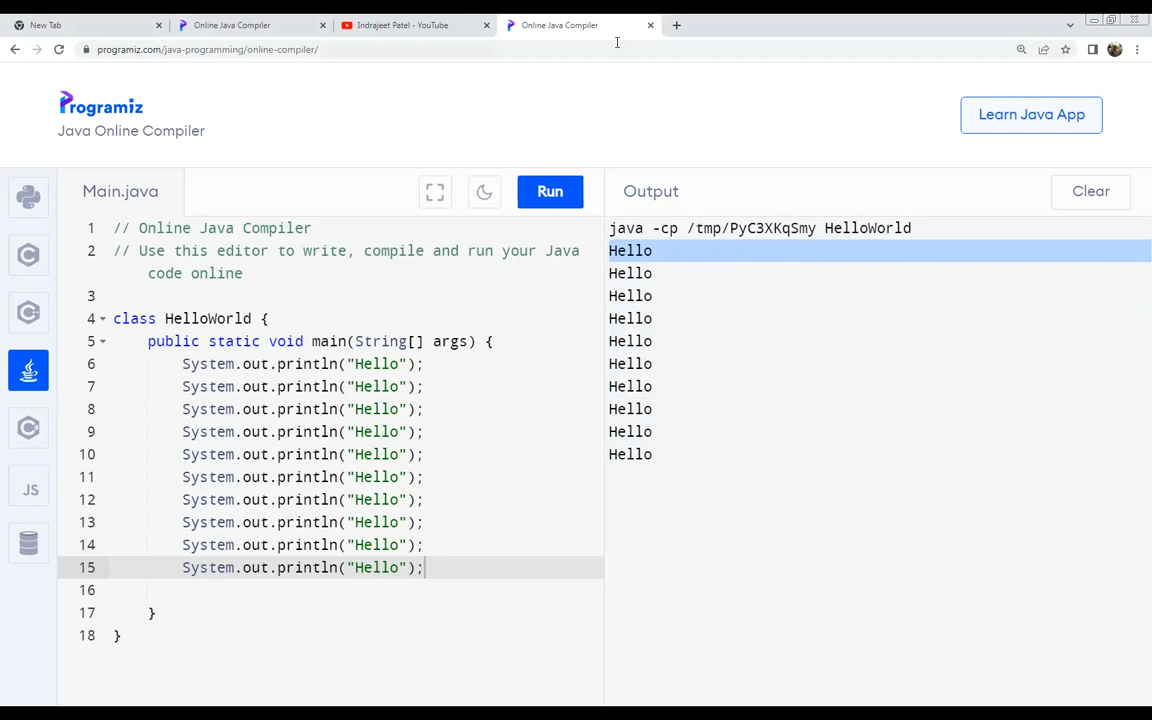 New Tab
Online Java Compiler
Indrajeet Patel - YouTube
Online Java Compiler
programiz.com/java-programming/online-compiler/
Programiz
Java Online Compiler
Learn Java App
Main.java
Run
Output
Clear
1 // Online Java Compiler
2 // Use this editor to write, compile and run your Java
code online
3
4 class HelloWorld {
5 public static void main(String[] args) {
6 System.out.println("Hello");
7 System.out.println("Hello");
8 System.out.println("Hello");
9 System.out.println("Hello");
10 System.out.println("Hello");
11 System.out.println("Hello");
12 System.out.println("Hello");
13 System.out.println("Hello");
14 System.out.println("Hello");
15 System.out.println("Hello");
16
17 }
18 }
JS
java -cp /tmp/PyC3XKqSmy HelloWorld
Hello
Hello
Hello
Hello
Hello
Hello
Hello
Hello
Hello
Hello